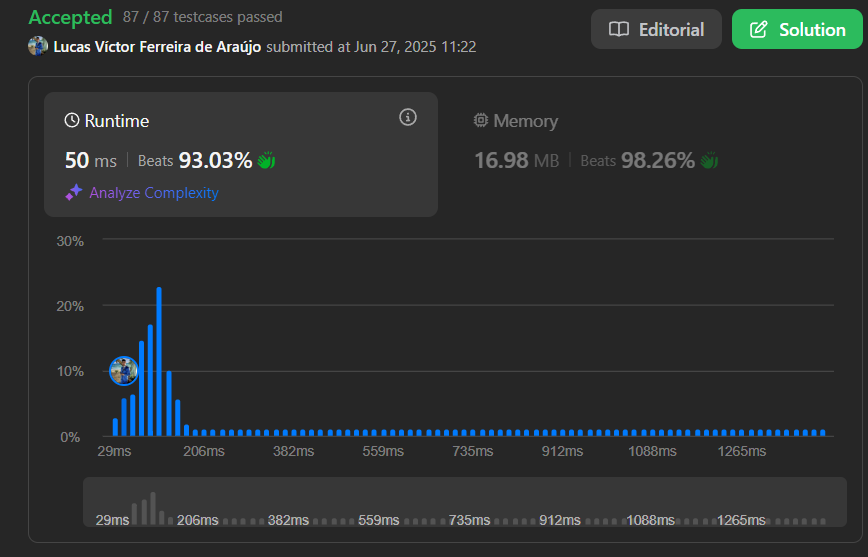 Accepted 87 / 87 testcases passed
Lucas Víctor Ferreira de Araújo submitted at Jun 27, 2025 11:22
Editorial
Solution
Runtime
50 ms | Beats 93.03%
Analyze Complexity
Memory
16.98 MB | Beats 98.26%
30%
20%
10%
0%
29ms 206ms 382ms 559ms 735ms 912ms 1088ms 1265ms
29ms 206ms 382ms 559ms 735ms 912ms 1088ms 1265ms